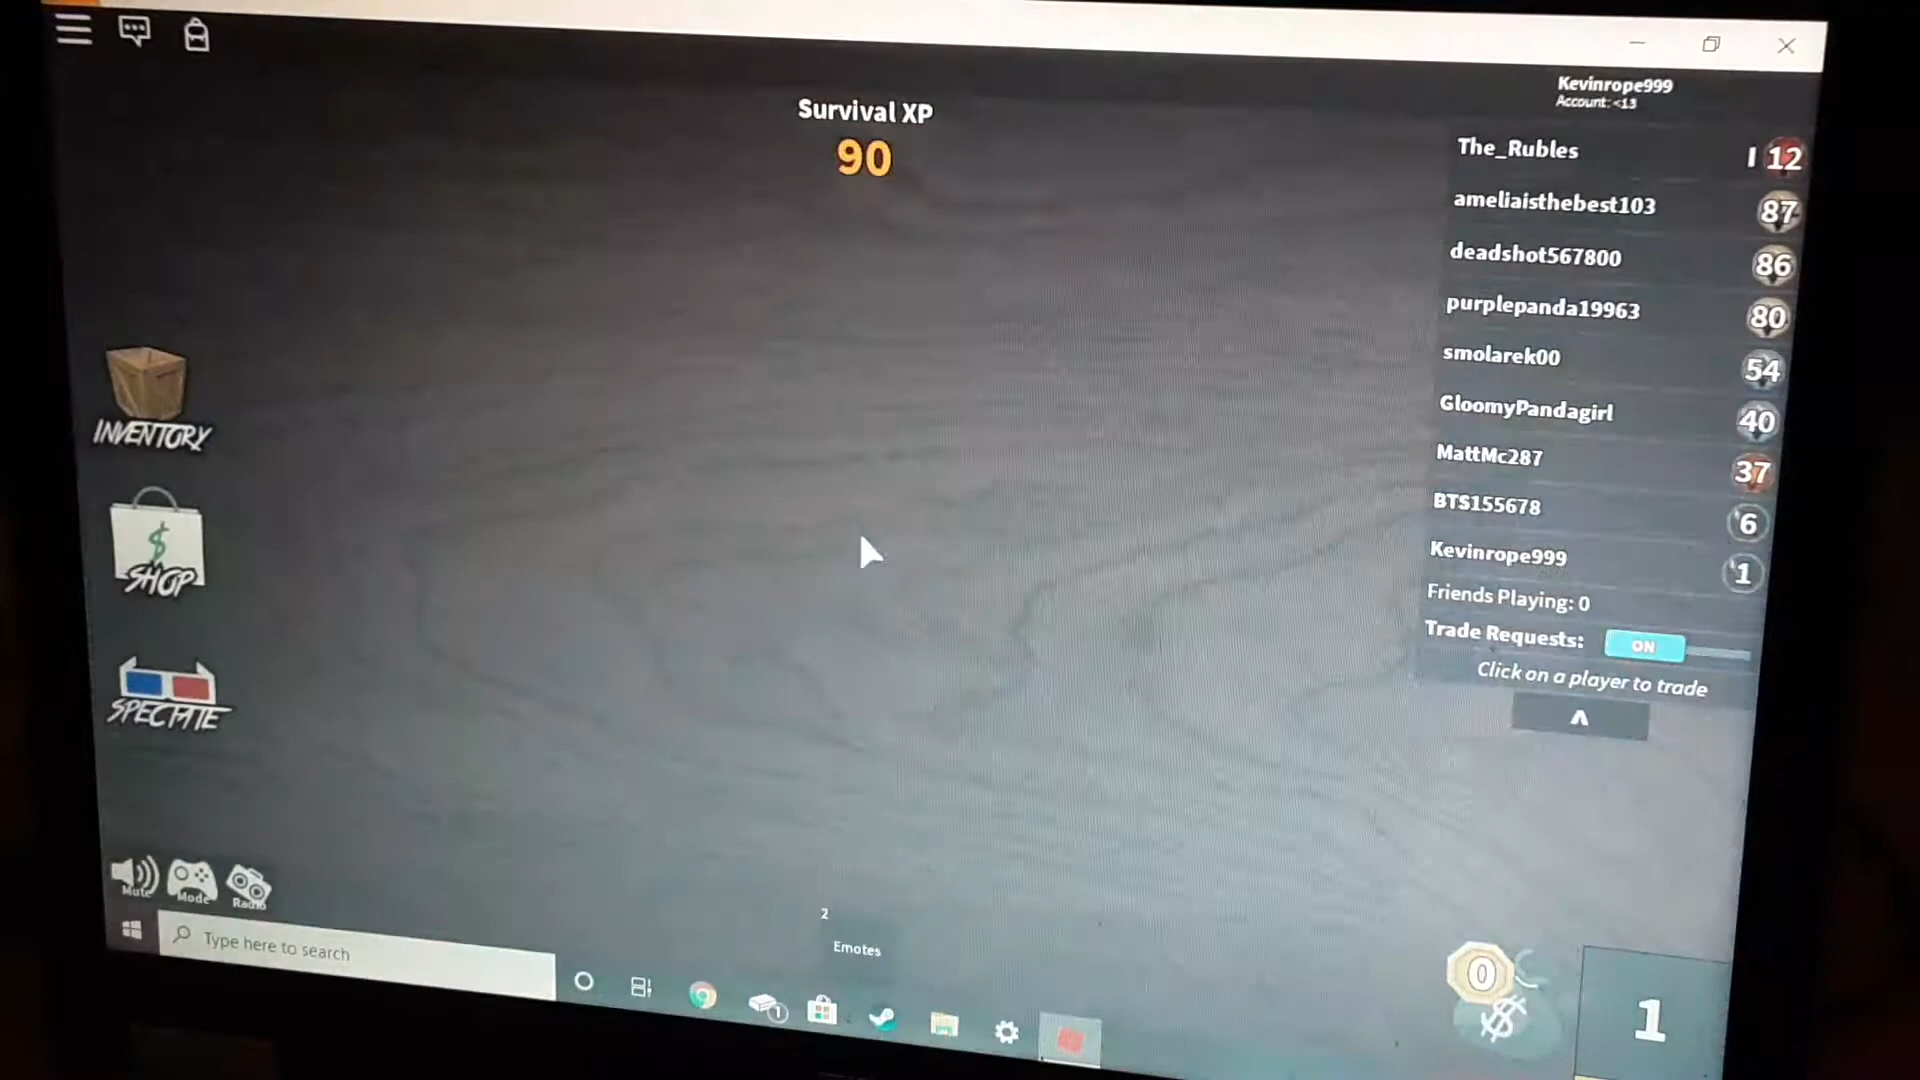 Survival XP
90
Kevinrope999
Account: <13
The_Rubles I 12
ameliaisthebest103 87
deadshot567800 86
purplepanda19963 80
smolarek00 54
GloomyPandagirl 40
MattMc287 37
BTS155678 6
Kevinrope999 1
Friends Playing: 0
Trade Requests: ON
Click on a player to trade
INVENTORY
$
SHOP
SPECTATE
Mute Mode Radio
2
Emotes
Type here to search
1
0
$
1